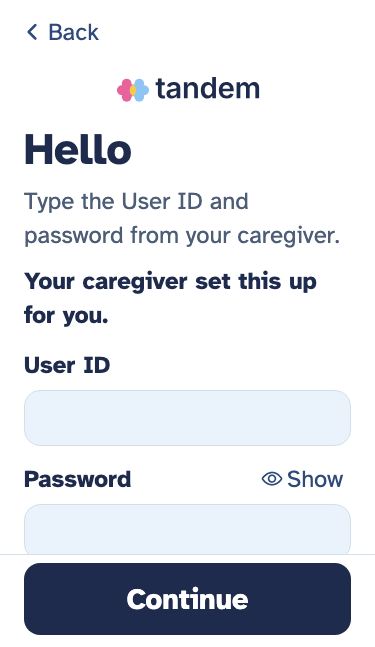 Back
tandem
Hello
Type the User ID and
password from your caregiver.
Your caregiver set this up
for you.
User ID
Password
Show
Continue